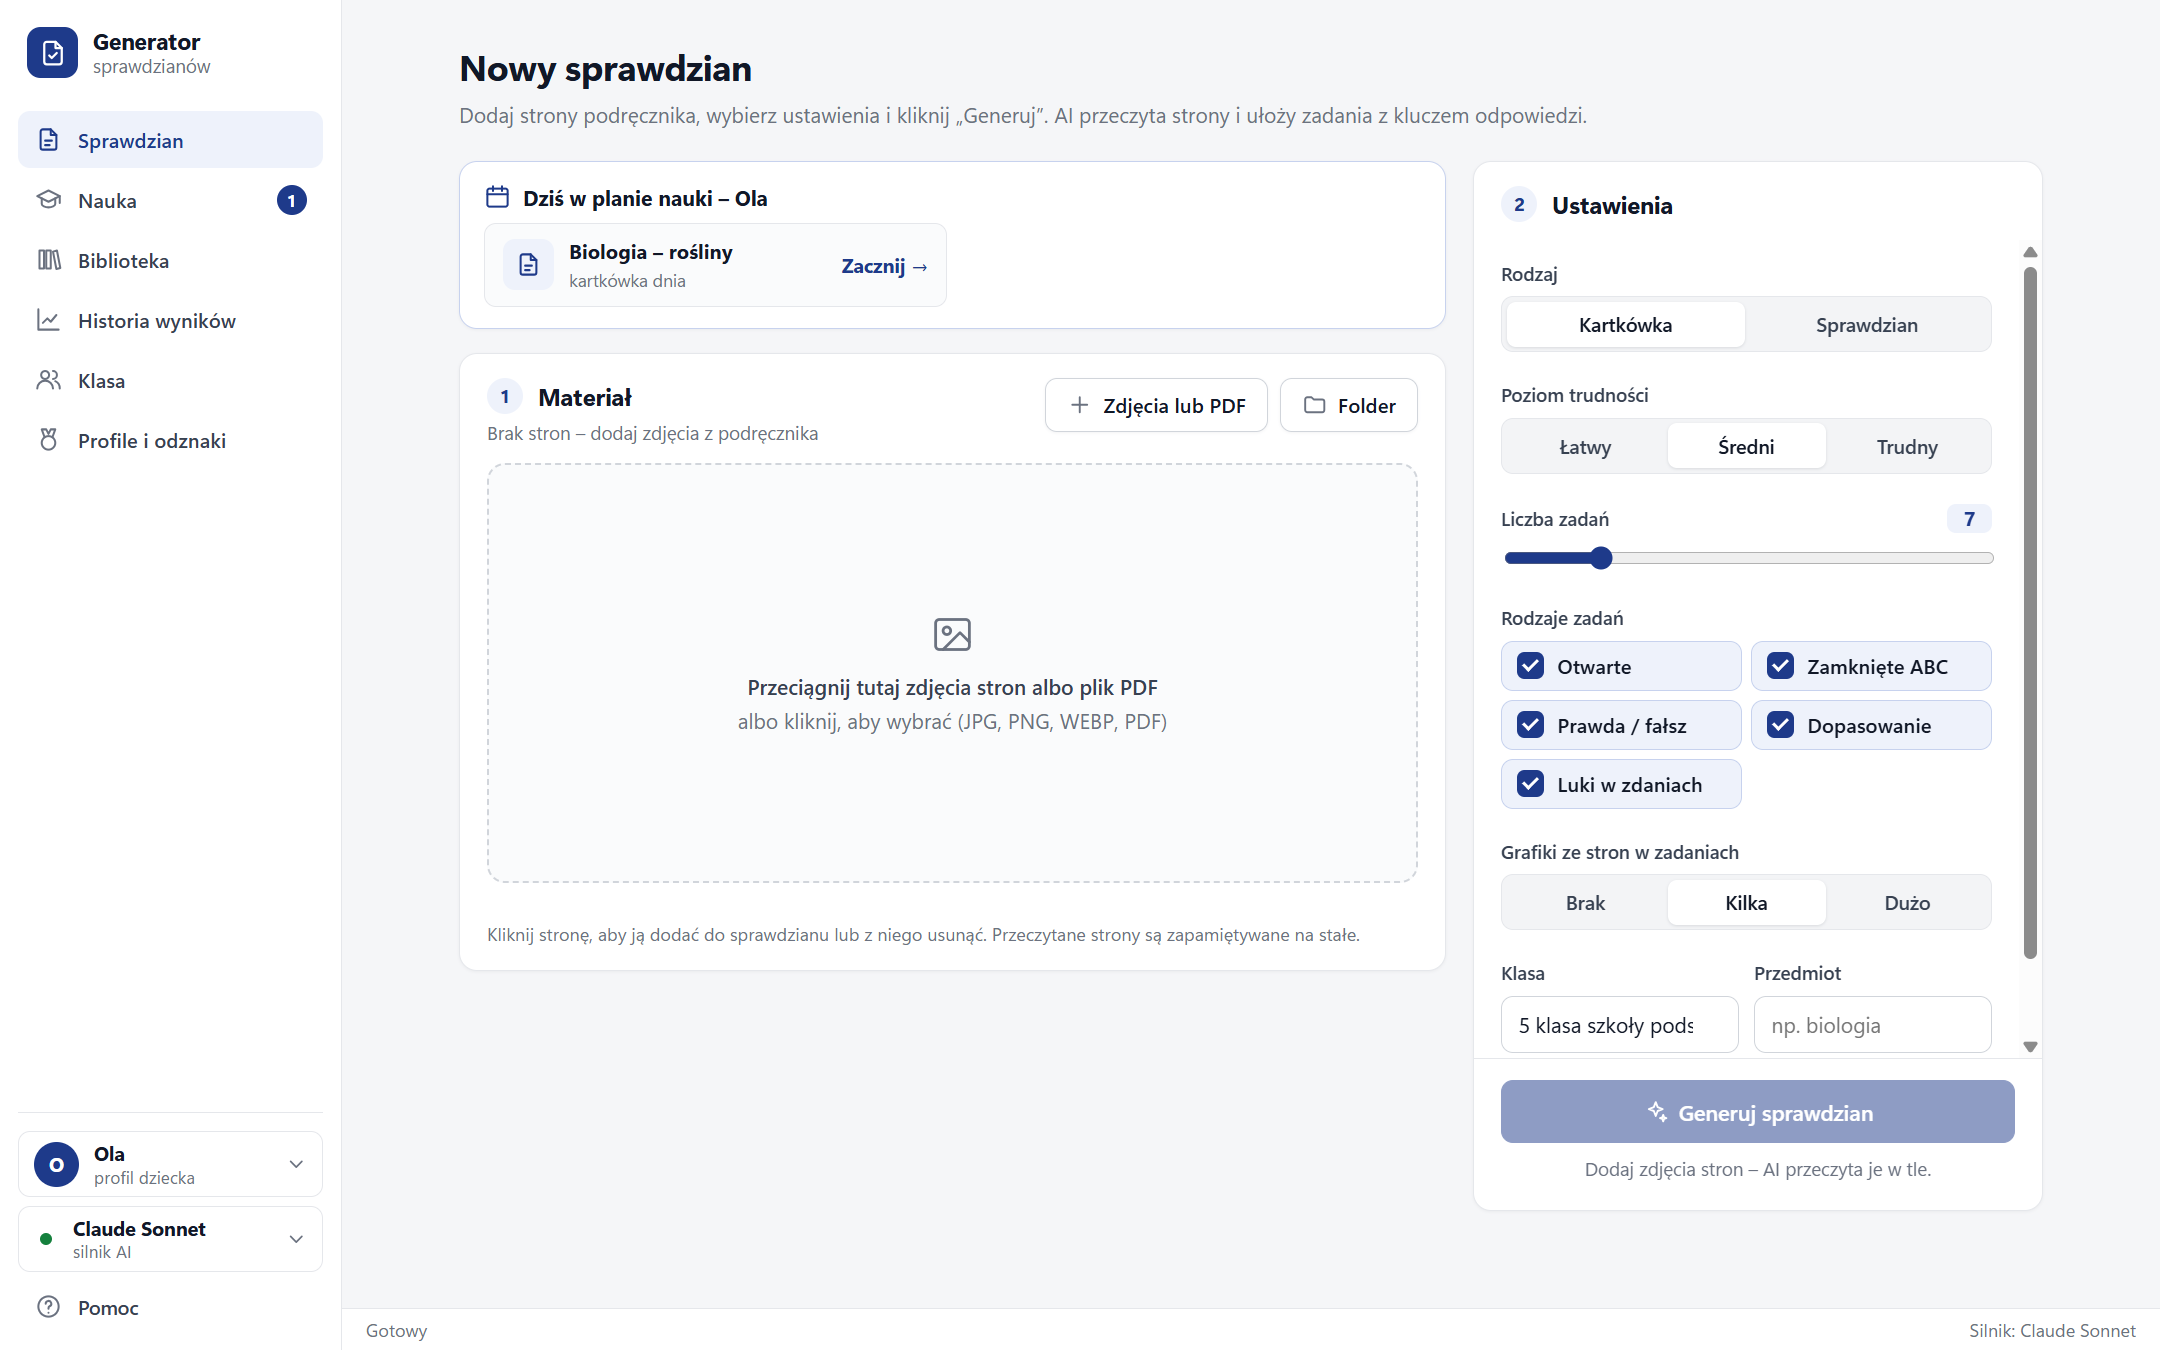 Generator
sprawdzianów
Sprawdzian
Nauka
1
Biblioteka
Historia wyników
Klasa
Profile i odznaki
O
Ola
profil dziecka
Claude Sonnet
silnik AI
Pomoc
Nowy sprawdzian
Dodaj strony podręcznika, wybierz ustawienia i kliknij „Generuj”. AI przeczyta strony i ułoży zadania z kluczem odpowiedzi.
Dziś w planie nauki – Ola
Biologia – rośliny
kartkówka dnia
Zacznij →
1 Materiał
Brak stron – dodaj zdjęcia z podręcznika
Zdjęcia lub PDF
Folder
Przeciągnij tutaj zdjęcia stron albo plik PDF
albo kliknij, aby wybrać (JPG, PNG, WEBP, PDF)
Kliknij stronę, aby ją dodać do sprawdzianu lub z niego usunąć. Przeczytane strony są zapamiętywane na stałe.
2 Ustawienia
Rodzaj
Kartkówka Sprawdzian
Poziom trudności
Łatwy Średni Trudny
Liczba zadań 7
Rodzaje zadań
Otwarte Zamknięte ABC
Prawda / fałsz Dopasowanie
Luki w zdaniach
Grafiki ze stron w zadaniach
Brak Kilka Dużo
Klasa Przedmiot
5 klasa szkoły pods np. biologia
Generuj sprawdzian
Dodaj zdjęcia stron – AI przeczyta je w tle.
Gotowy
Silnik: Claude Sonnet